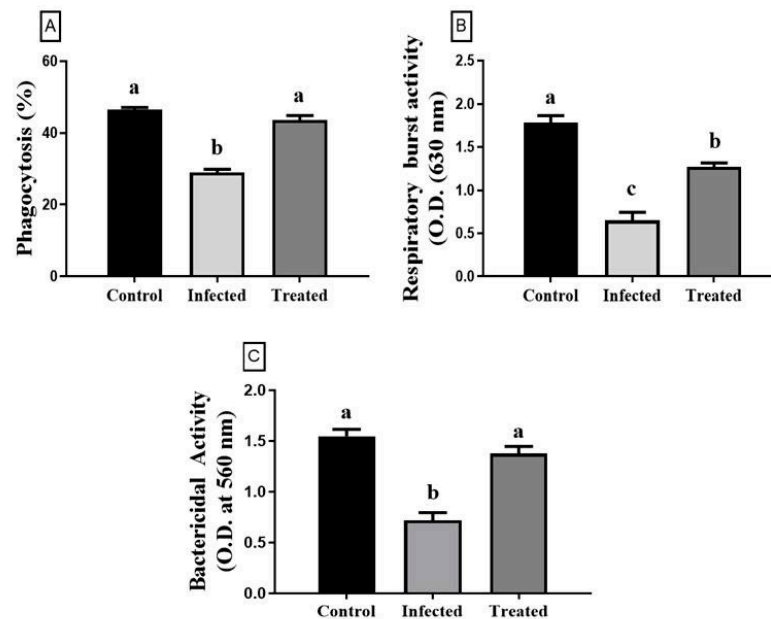 A
Phagocytosis (%)
60
40
20
0
a
b
a
Control Infected Treated
B
Respiratory burst activity
(O.D. (630 nm)
2.5
2.0
1.5
1.0
0.5
0.0
a
c
b
Control Infected Treated
C
Bactericidal Activity
(O.D. at 560 nm)
2.0
1.5
1.0
0.5
0.0
a
b
a
Control Infected Treated